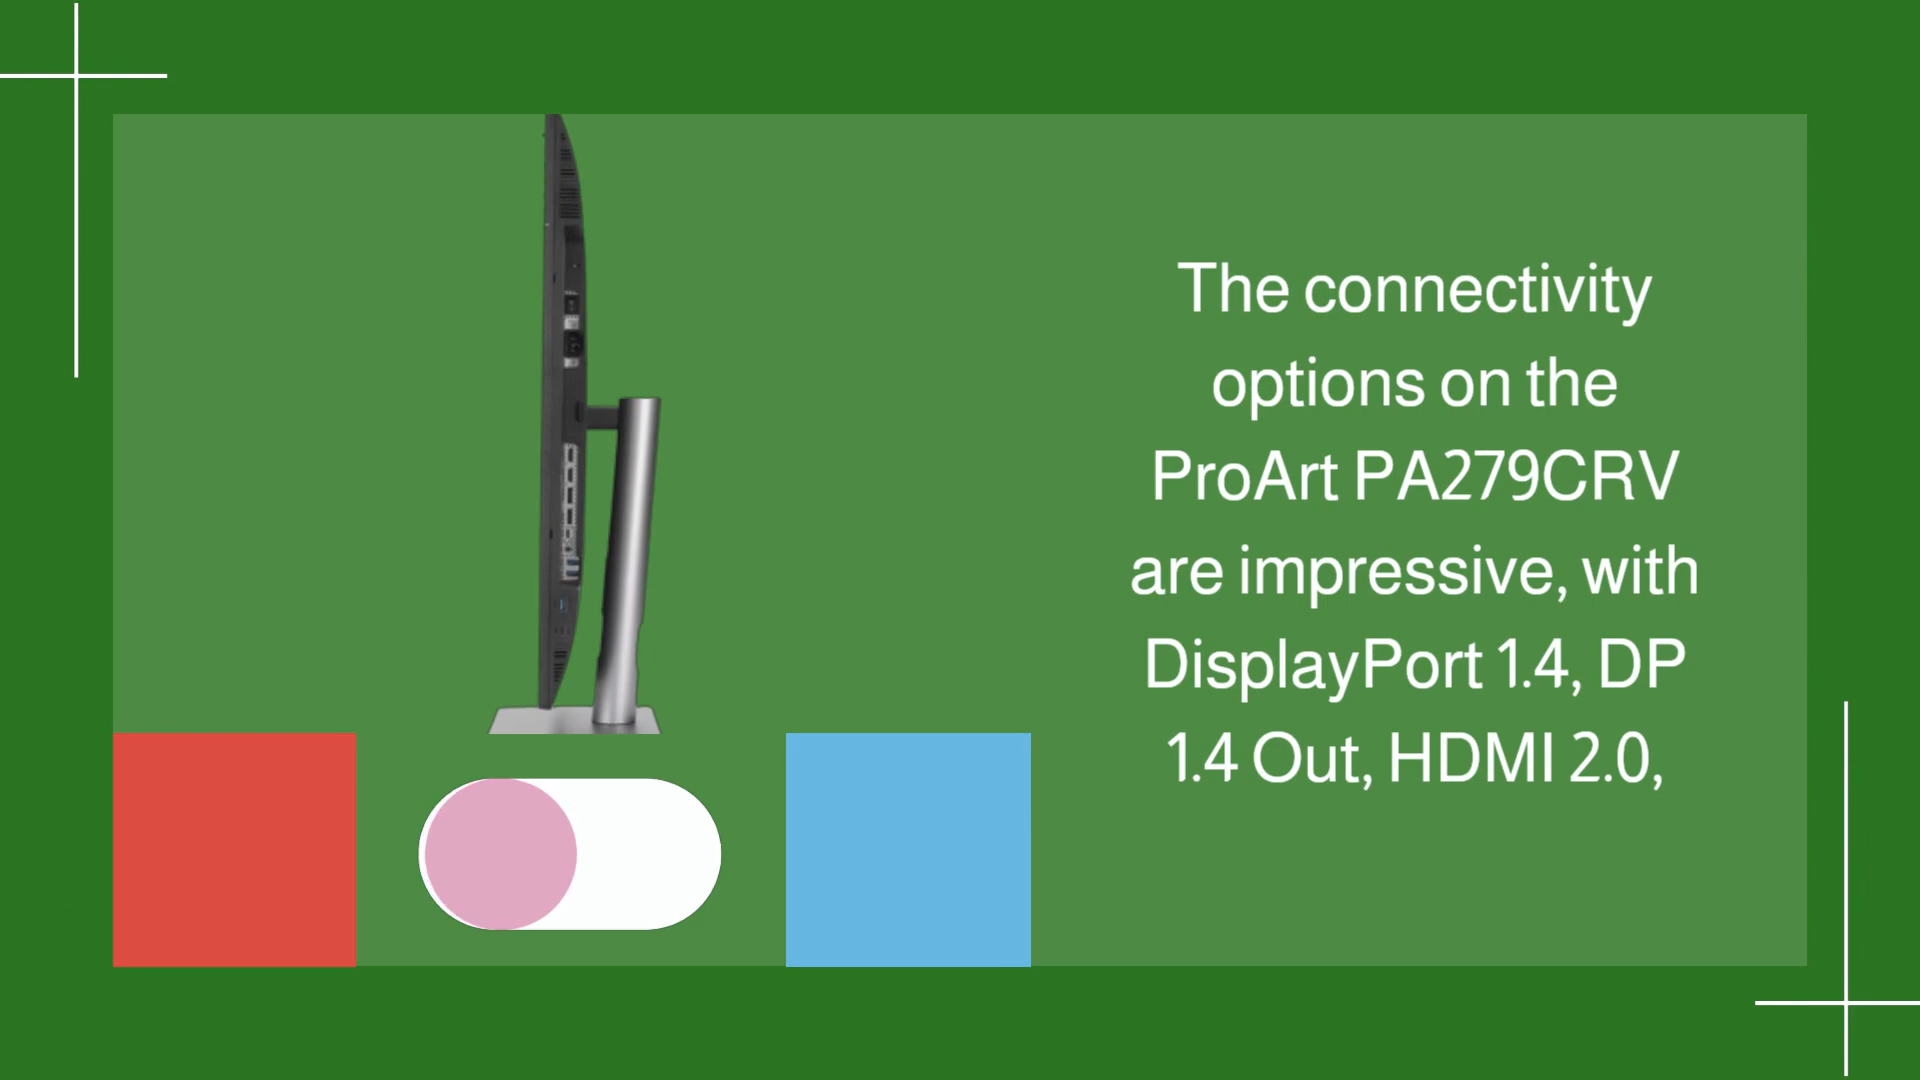 The connectivity
options on the
ProArt PA279CRV
are impressive, with
DisplayPort 1.4, DP
1.4 Out, HDMI 2.0,